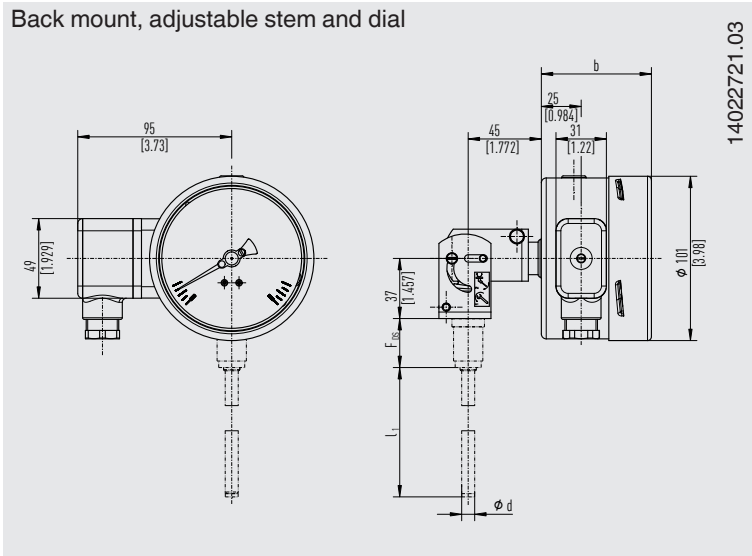 Back mount, adjustable stem and dial
14022721.03
95
[3.73]
49
[1.929]
b
25
[0.984]
45
[1.772]
31
[1.22]
37
[1.457]
F DS
l1
ϕ 101
[3.98]
ϕ d